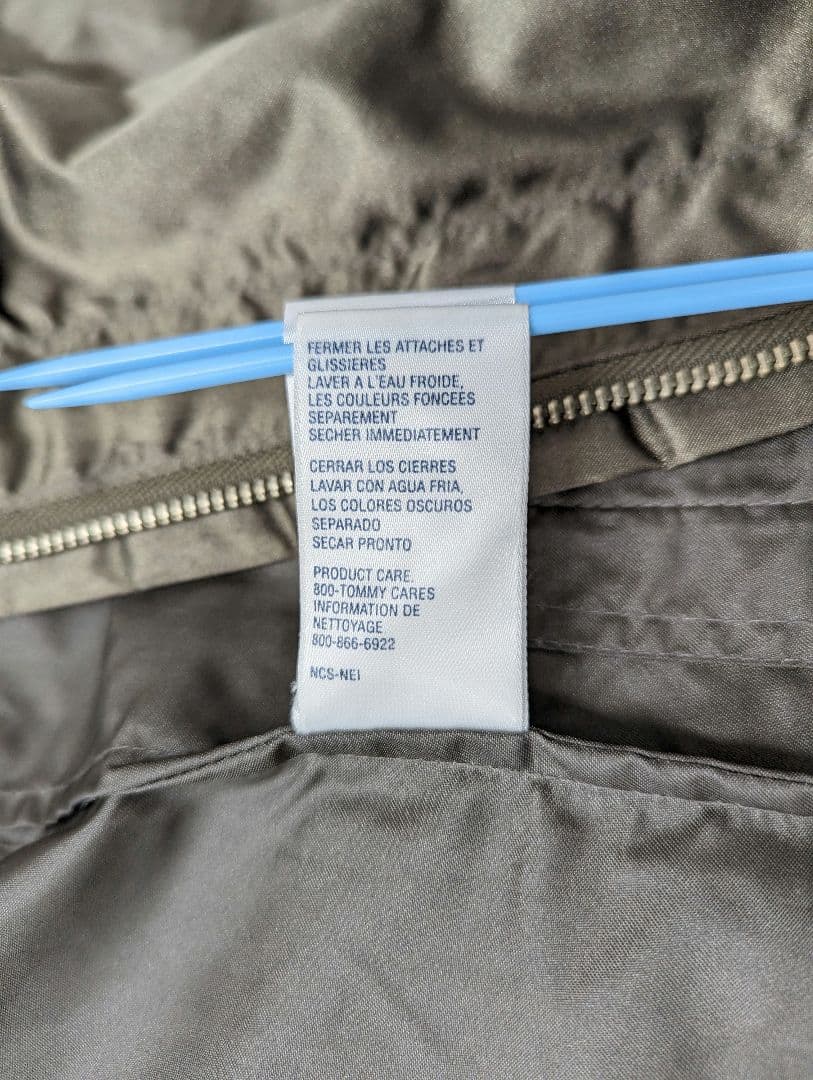 FERMER LES ATTACHES ET
GLISSIERES
LAVER A L'EAU FROIDE,
LES COULEURS FONCEES
SEPAREMENT
SECHER IMMEDIATEMENT
CERRAR LOS CIERRES
LAVAR CON AGUA FRIA,
LOS COLORES OSCUROS
SEPARADO
SECAR PRONTO
PRODUCT CARE.
800-TOMMY CARES
INFORMATION DE
NETTOYAGE
800-866-6922
NCS-NEI